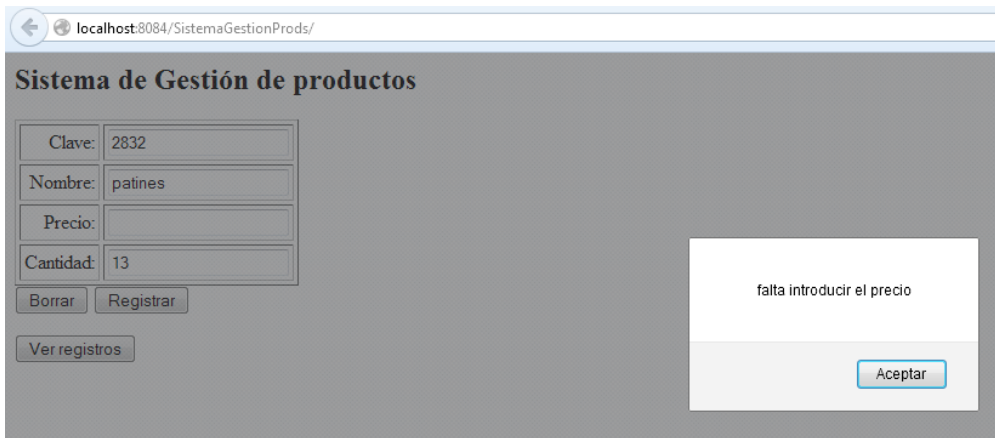 localhost:8084/SistemaGestionProds/
Sistema de Gestión de productos
Clave: 2832
Nombre: patines
Precio:
Cantidad: 13
Borrar Registrar
falta introducir el precio
Ver registros
Aceptar